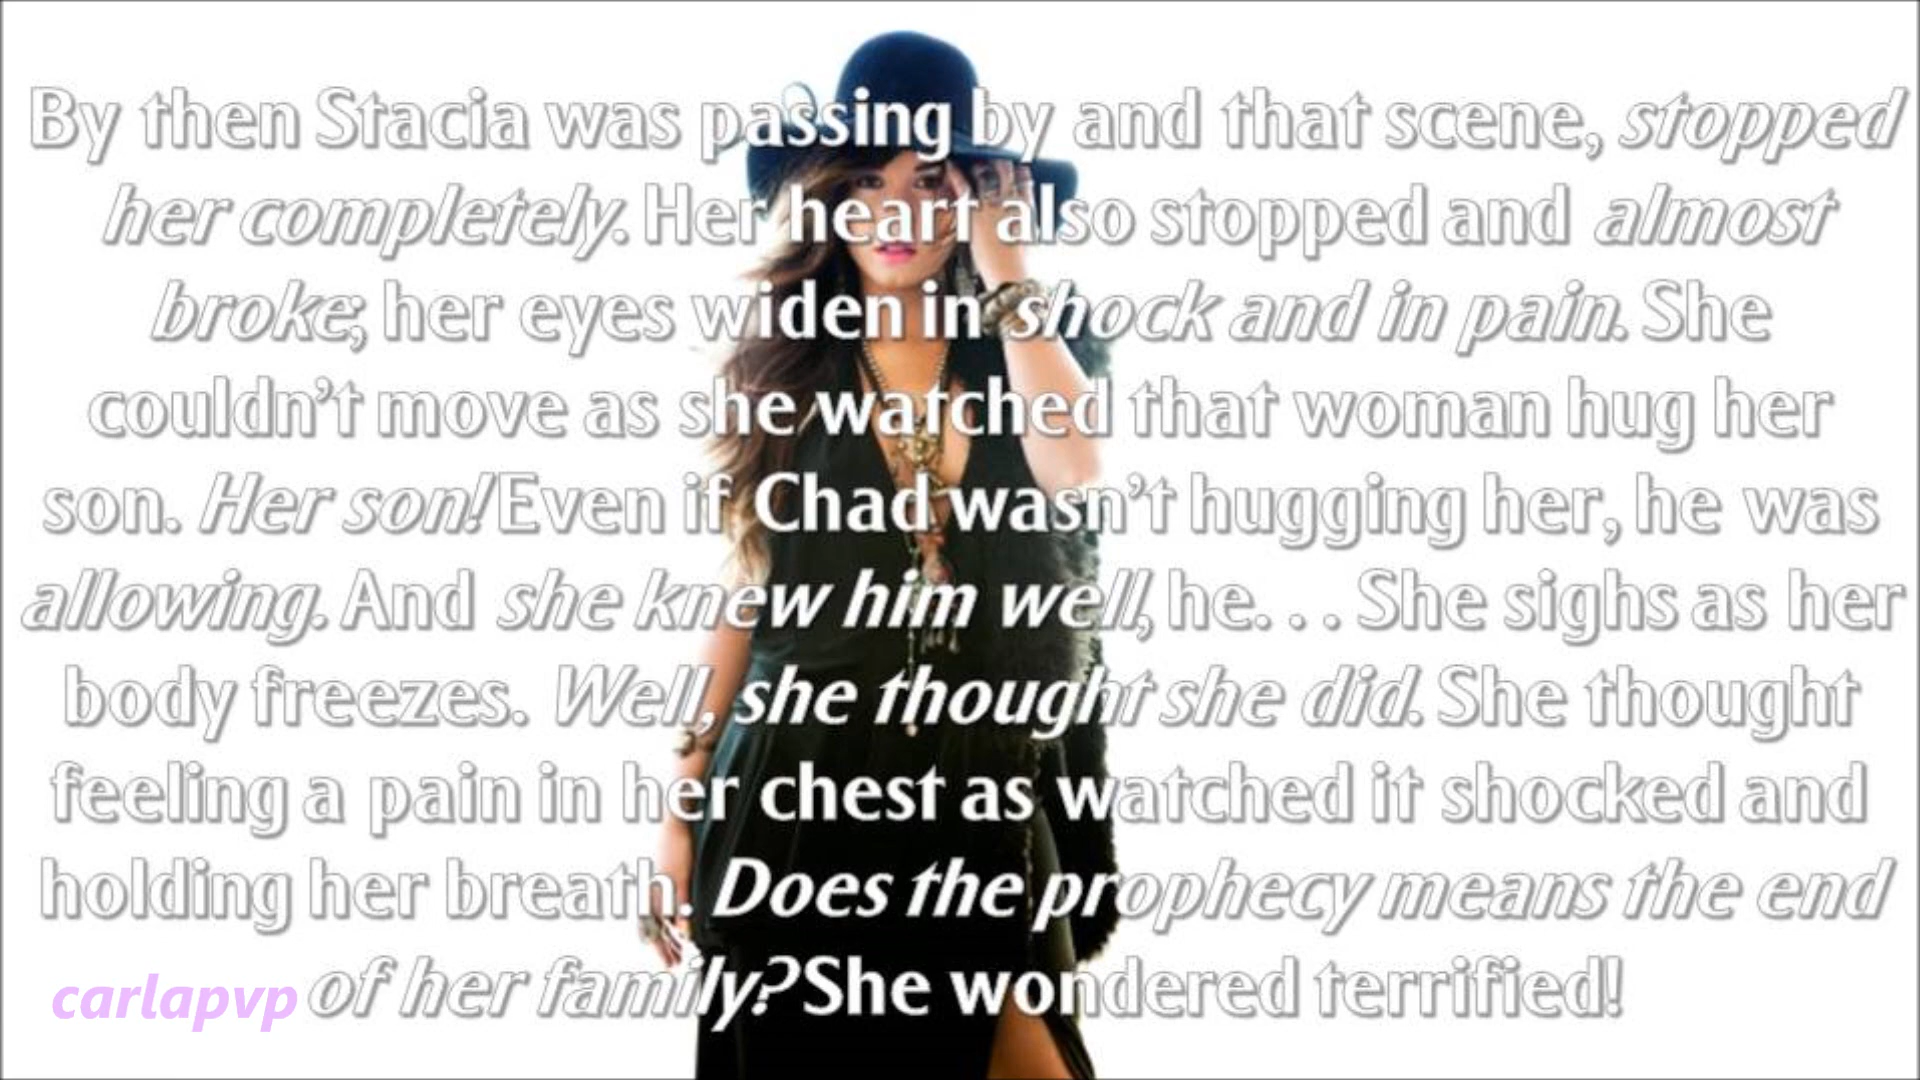 By then Stacia was passing by and that scene, stopped
her completely. Her heart also stopped and almost
broke; her eyes widen in shock and in pain. She
couldn’t move as she watched that woman hug her
son. Her son! Even if Chad wasn’t hugging her, he was
allowing. And she knew him well, he. . . She sighs as her
body freezes. Well, she thought she did. She thought
feeling a pain in her chest as watched it shocked and
holding her breath. Does the prophecy means the end
of her family? She wondered terrified!
carlapvp